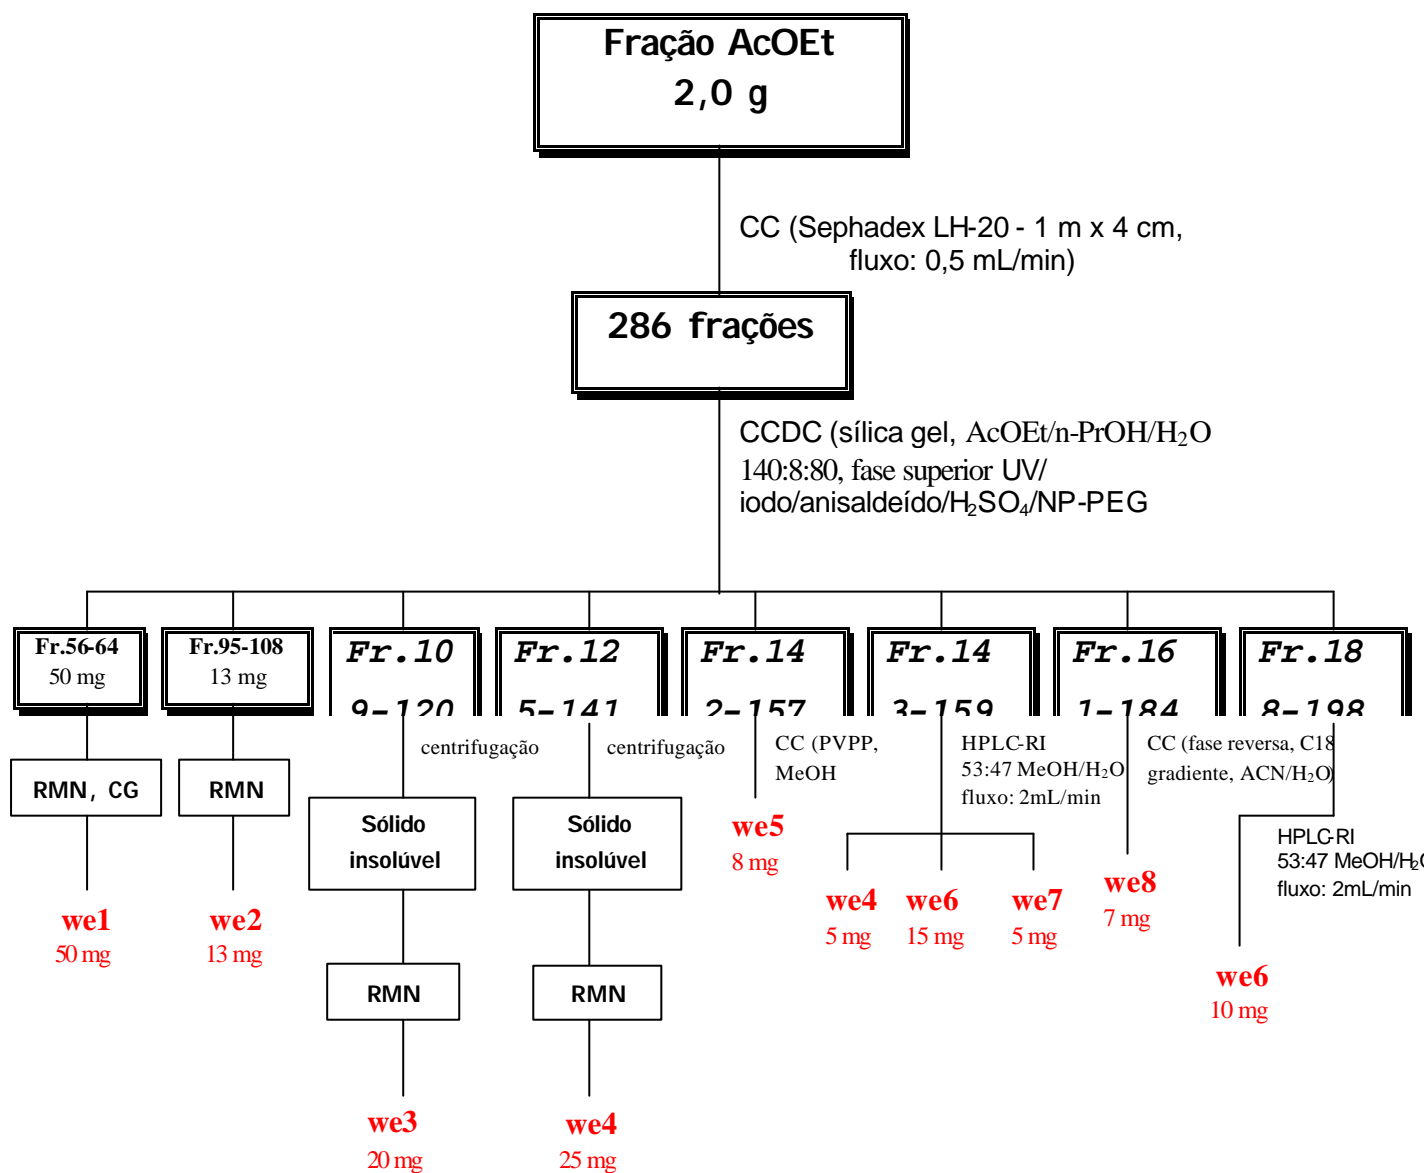 Fração AcOEt
2,0 g
CC (Sephadex LH-20 - 1 m x 4 cm,
fluxo: 0,5 mL/min)
286 frações
CCDC (sílica gel, AcOEt/n-PrOH/H₂O
140:8:80, fase superior UV/
iodo/anisaldeído/H₂SO₄/NP-PEG
Fr.56-64
50 mg
Fr.95-108
13 mg
Fr.10
9-120
Fr.12
5-141
Fr.14
2-157
Fr.14
3-159
Fr.16
1-184
Fr.18
8-198
RMN, CG
RMN
centrifugação
centrifugação
CC (PVPP,
MeOH
HPLC-RI
53:47 MeOH/H₂O
fluxo: 2mL/min
CC (fase reversa, C18
gradiente, ACN/H₂O)
Sólido
insolúvel
Sólido
insolúvel
we5
8 mg
HPLC-RI
53:47 MeOH/H₂O
fluxo: 2mL/min
we1
50 mg
we2
13 mg
we4
5 mg
we6
15 mg
we7
5 mg
we8
7 mg
RMN
RMN
we6
10 mg
we3
20 mg
we4
25 mg